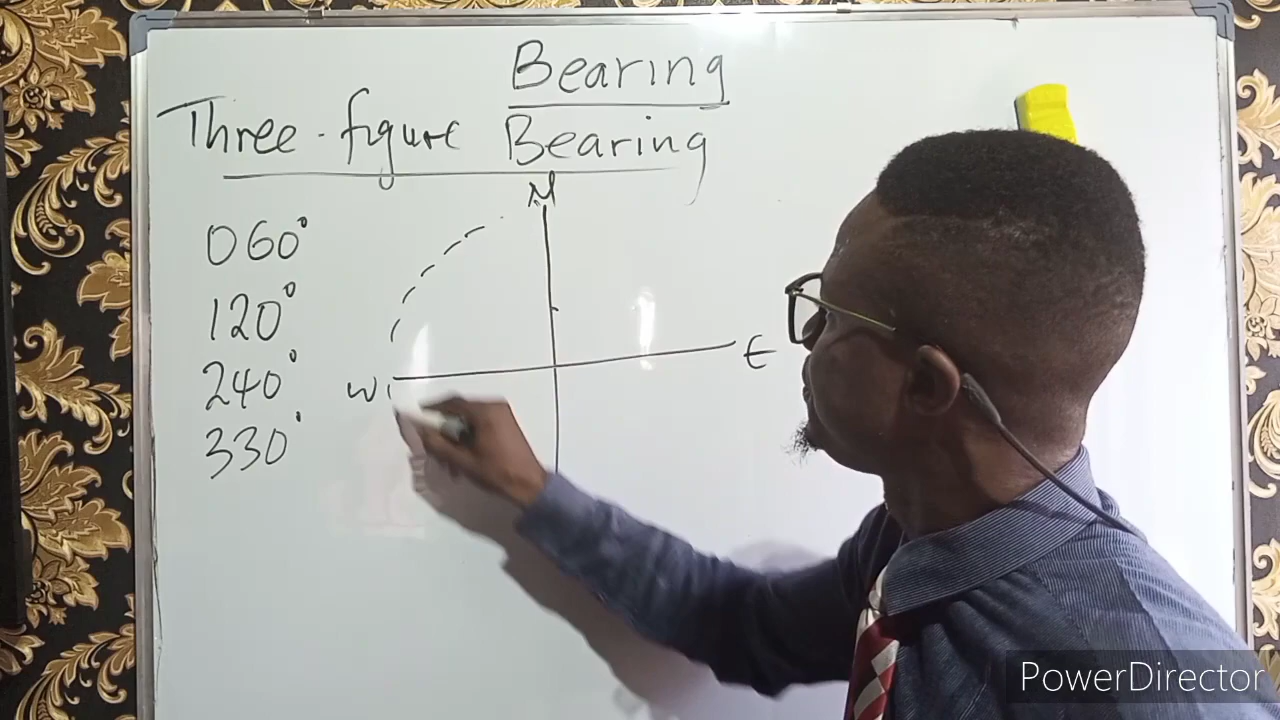 Bearing
Three-figure Bearing
N
060°
120°
240°
330°
W
E
PowerDirector